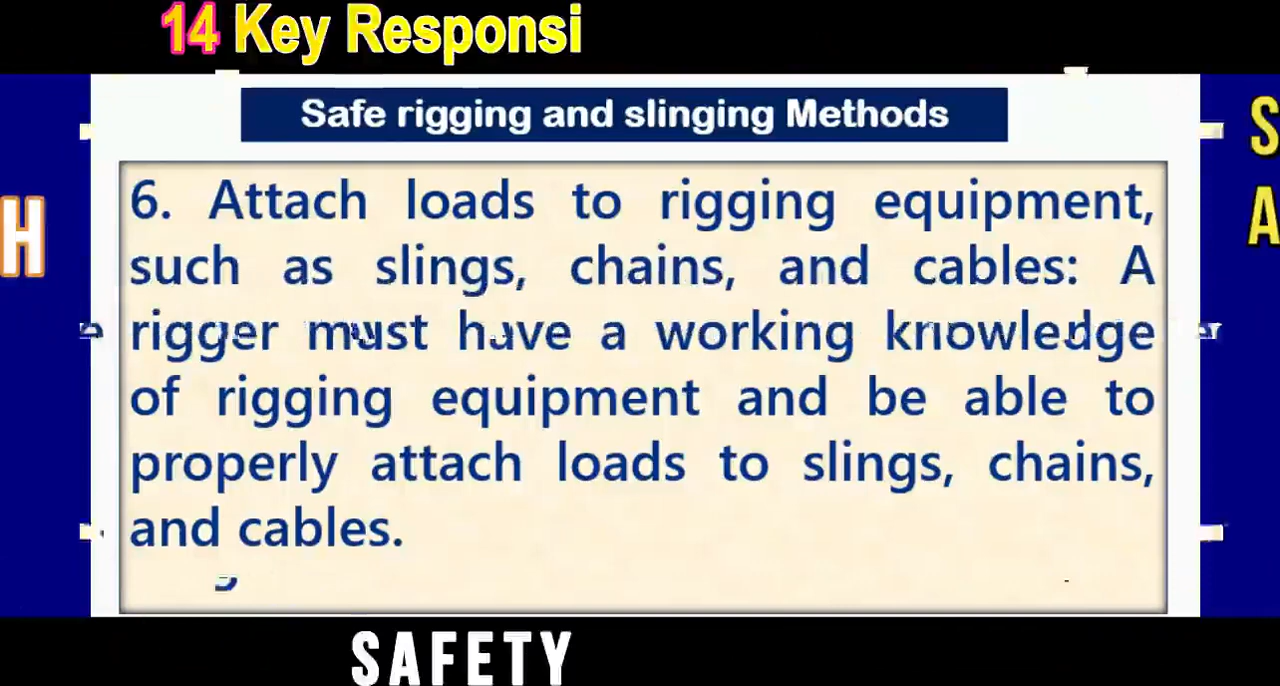 14 Key Responsi
Safe rigging and slinging Methods
6. Attach loads to rigging equipment,
such as slings, chains, and cables: A
rigger must have a working knowledge
of rigging equipment and be able to
properly attach loads to slings, chains,
and cables.
H
S
A
SAFETY